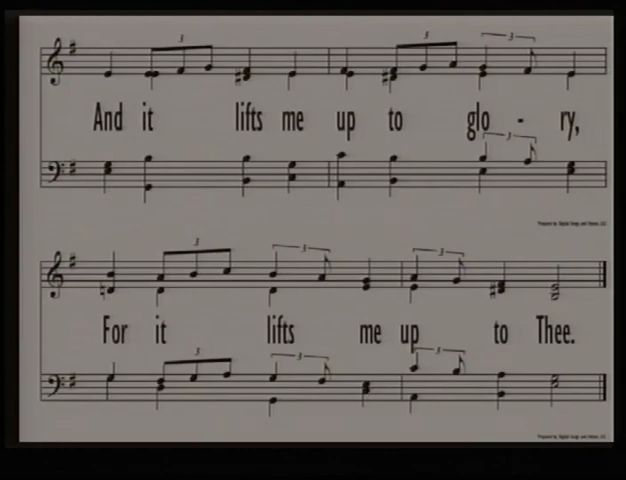 And it lifts me up to glo - ry,
For it lifts me up to Thee.